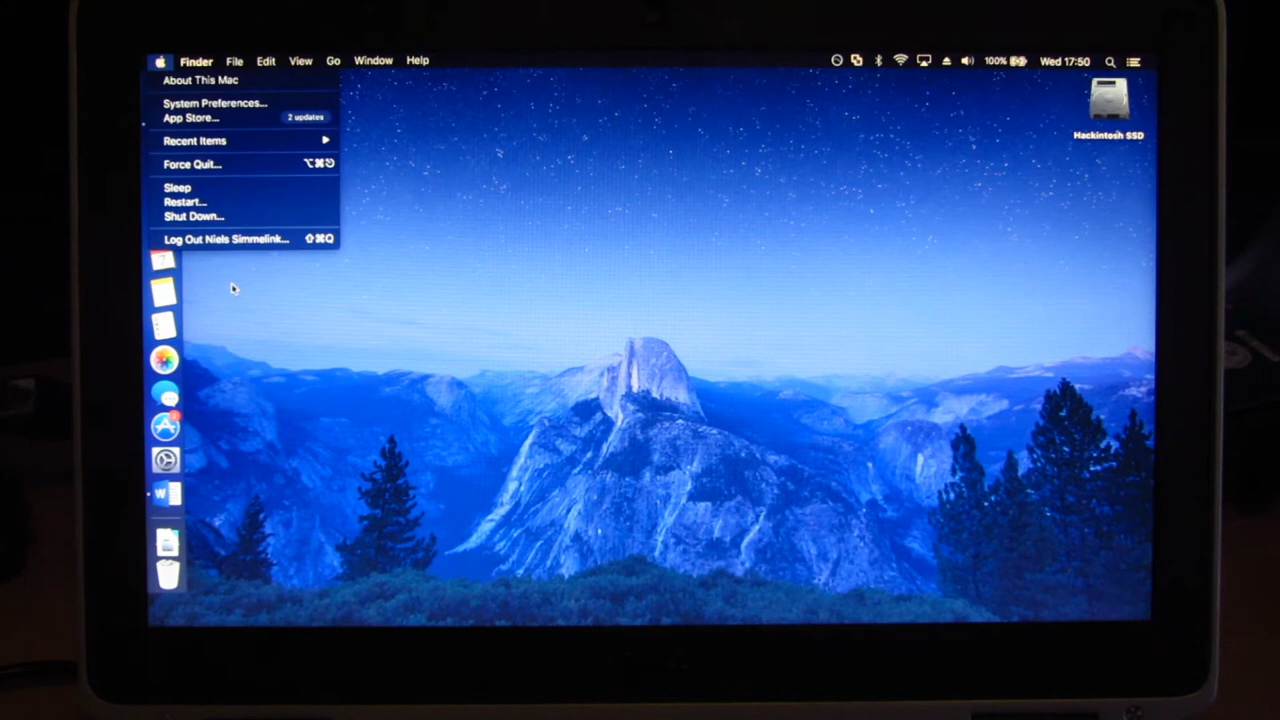 Finder File Edit View Go Window Help 100% Wed 17:50
About This Mac
System Preferences...
App Store... 2 updates
Recent Items
Force Quit... ⌥⌘⎋
Sleep
Restart...
Shut Down...
Log Out Niels Simmelink... ⇧⌘Q
Hackintosh SSD
7
W